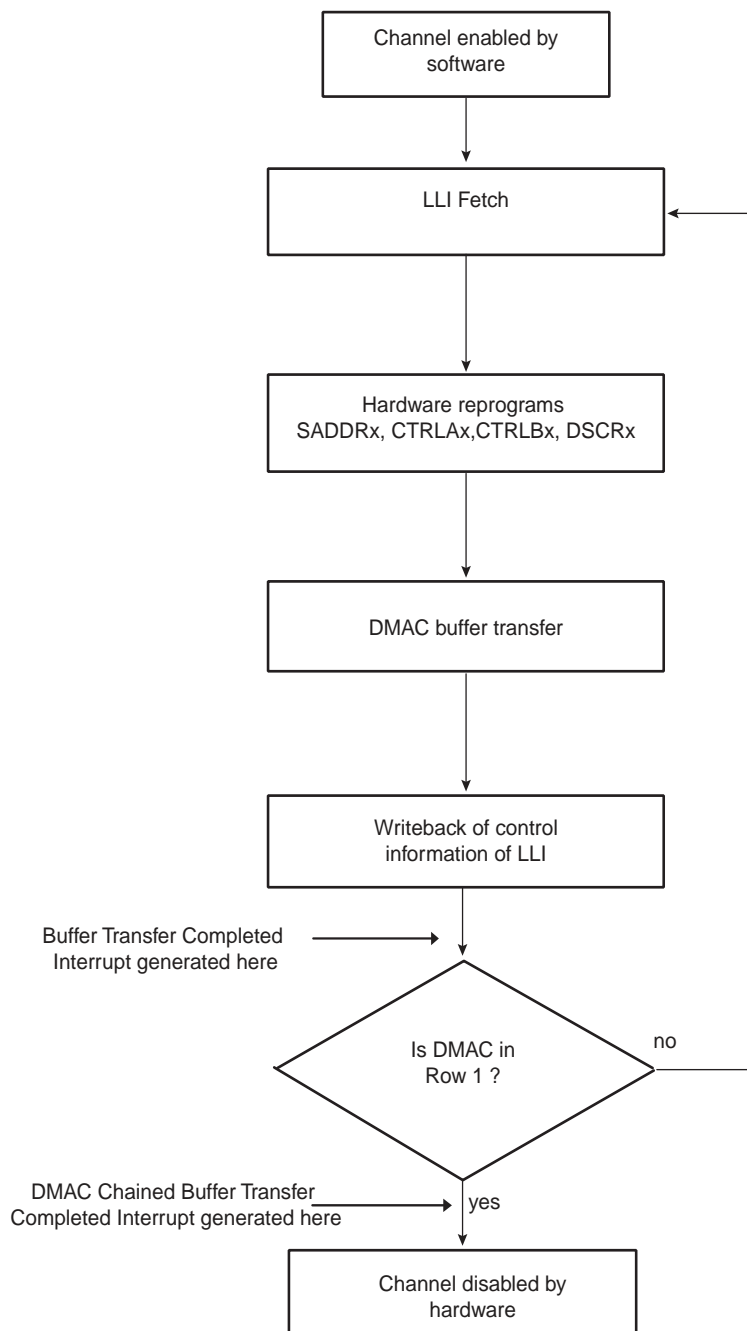 Channel enabled by
software
LLI Fetch
Hardware reprograms
SADDRx, CTRLAx,CTRLBx, DSCRx
DMAC buffer transfer
Writeback of control
information of LLI
Buffer Transfer Completed
Interrupt generated here
Is DMAC in
Row 1 ?
no
DMAC Chained Buffer Transfer
Completed Interrupt generated here
yes
Channel disabled by
hardware